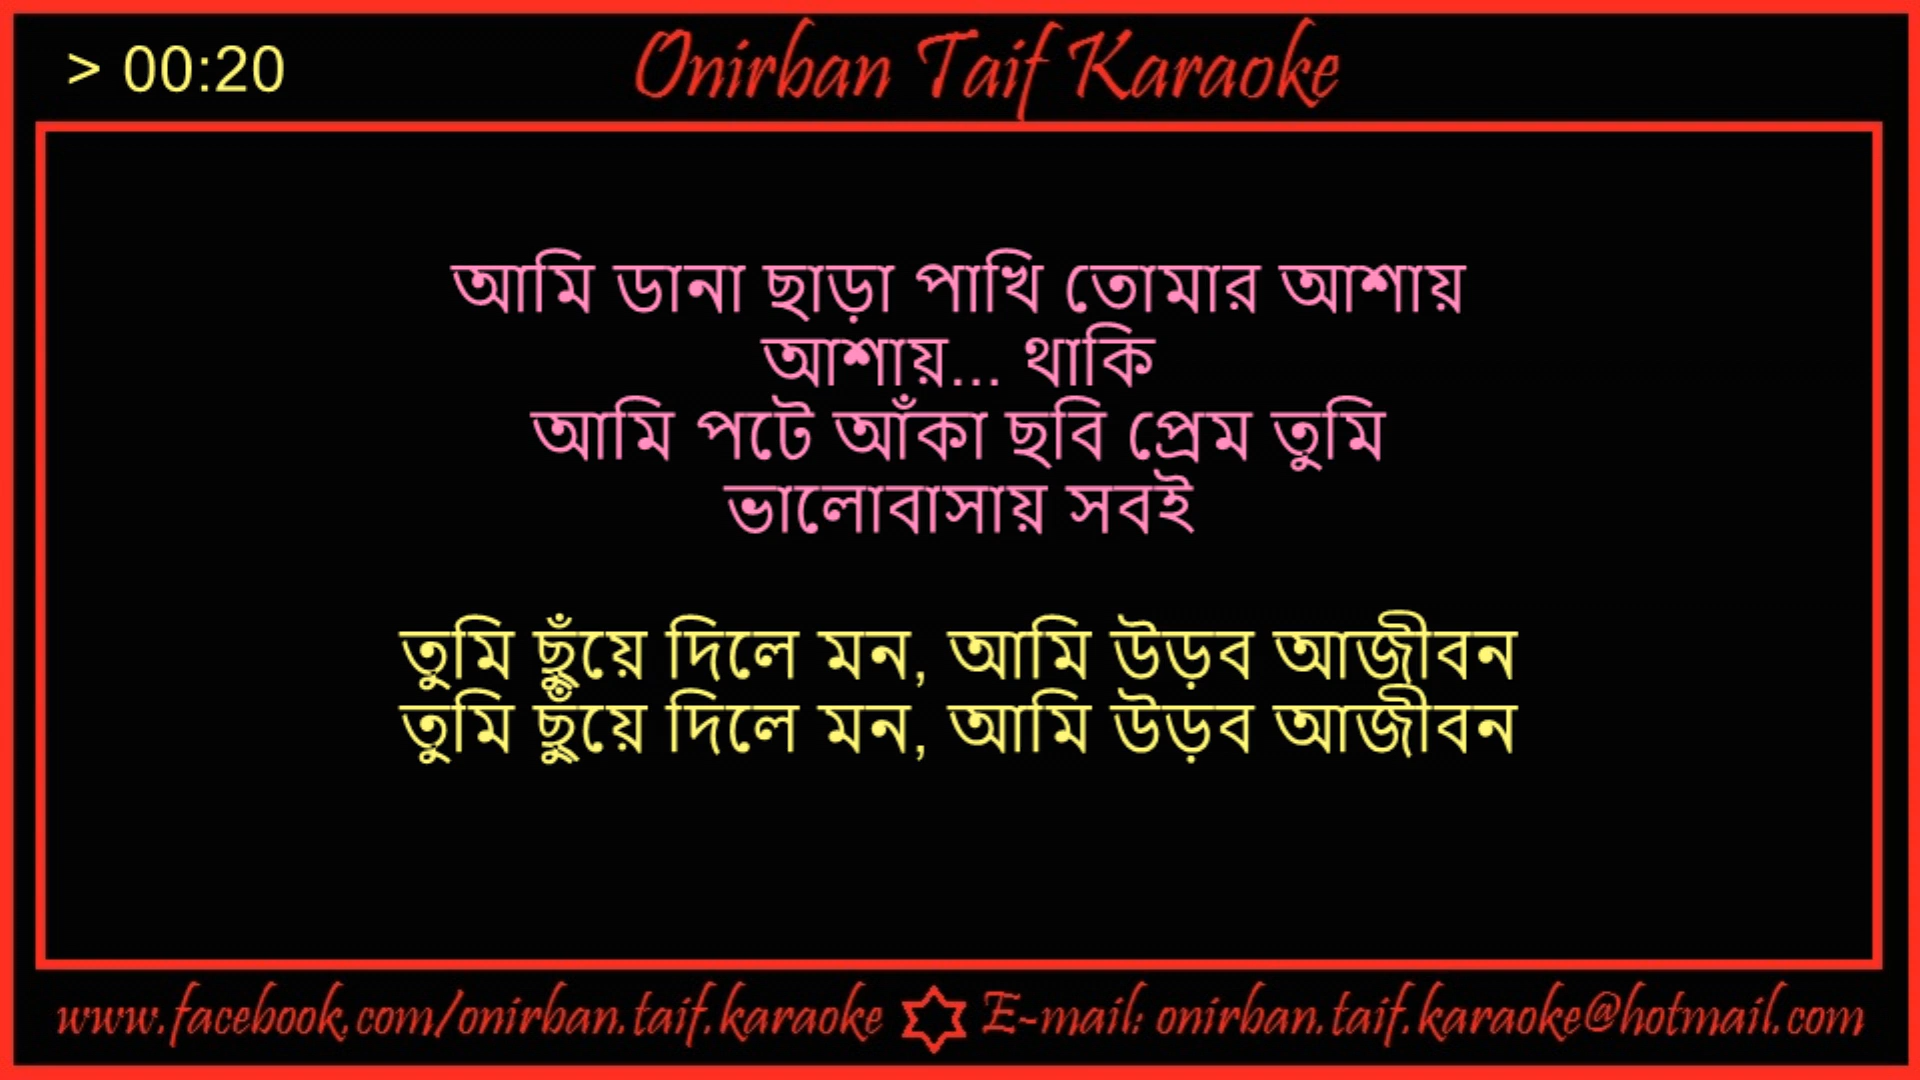 > 00:20
Onirban Taif Karaoke
আমি ডানা ছাড়া পাখি তোমার আশায়
আশায়... থাকি
আমি পটে আঁকা ছবি প্রেম তুমি
ভালোবাসায় সবই
তুমি ছুঁয়ে দিলে মন, আমি উড়ব আজীবন
তুমি ছুঁয়ে দিলে মন, আমি উড়ব আজীবন
www.facebook.com/onirban.taif.karaoke ✡ E-mail: onirban.taif.karaoke@hotmail.com